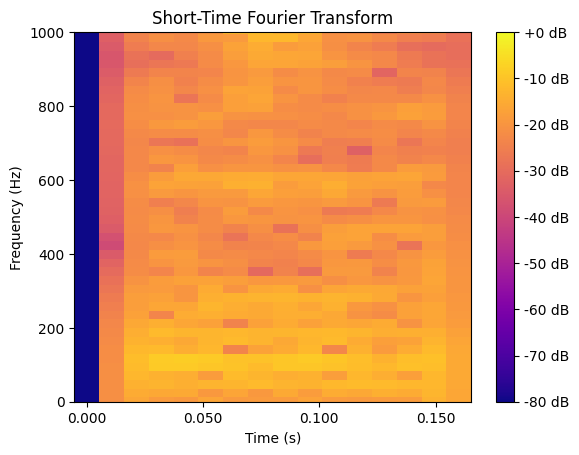 Short-Time Fourier Transform
Frequency (Hz)
1000
800
600
400
200
0
0.000
0.050
0.100
0.150
Time (s)
+0 dB
-10 dB
-20 dB
-30 dB
-40 dB
-50 dB
-60 dB
-70 dB
-80 dB